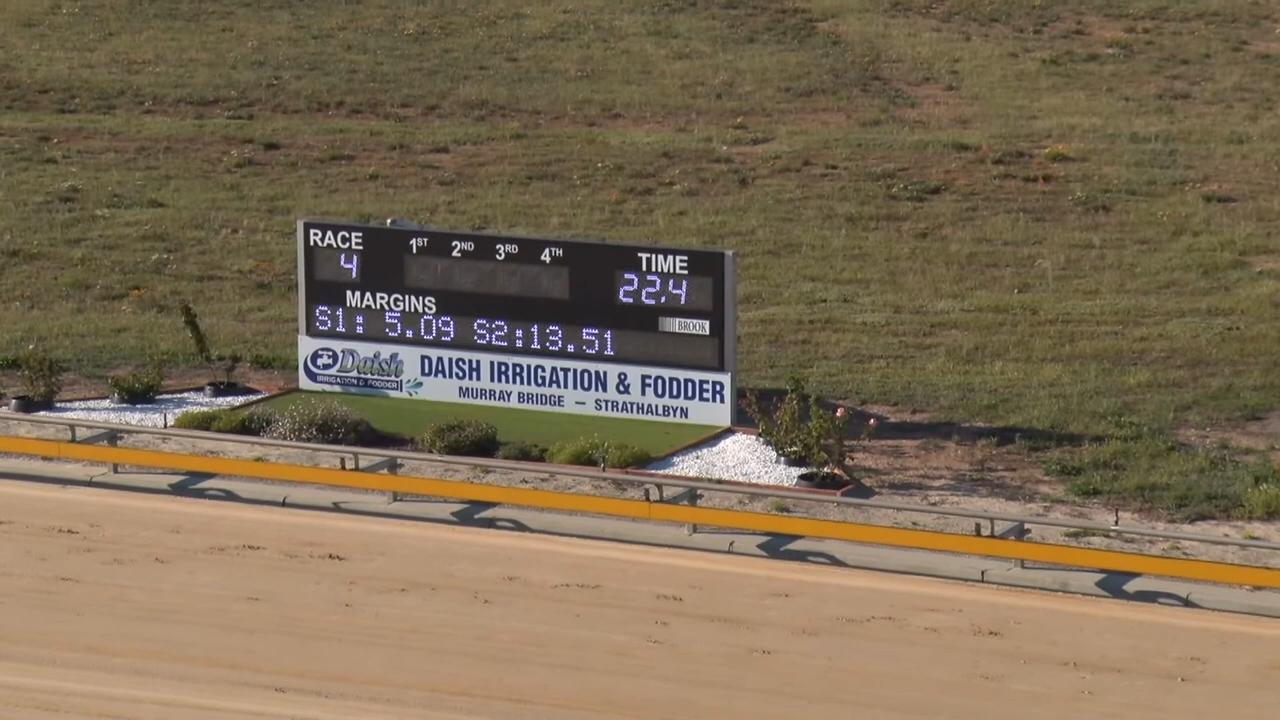 RACE 1ST 2ND 3RD 4TH TIME
4 22.4
MARGINS
BROOK
S1: 5.09 S2:13.51
Daish
IRRIGATION & FODDER
DAISH IRRIGATION & FODDER
MURRAY BRIDGE – STRATHALBYN